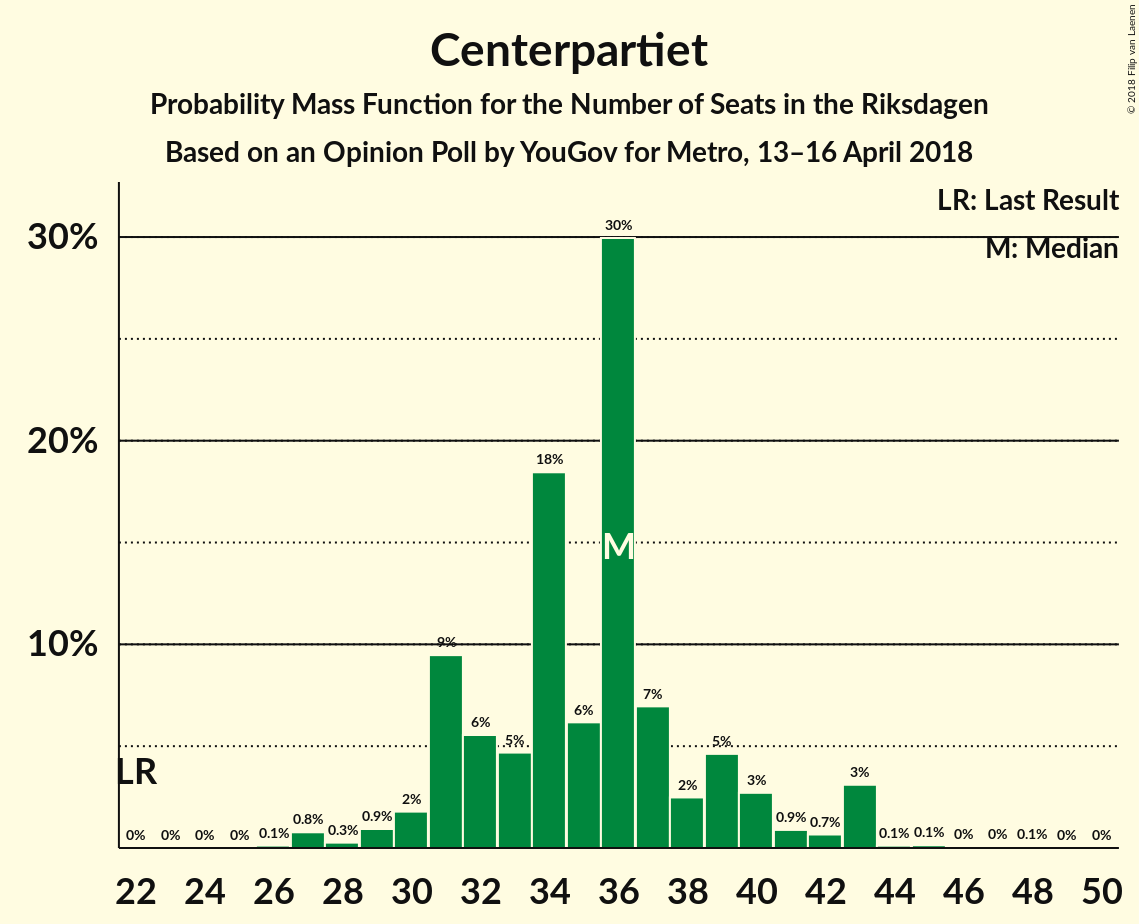 Centerpartiet
Probability Mass Function for the Number of Seats in the Riksdagen
Based on an Opinion Poll by YouGov for Metro, 13–16 April 2018
© 2018 Filip van Laenen
LR: Last Result
M: Median
30%
20%
10%
LR
M
0% 0% 0% 0% 0.1% 0.8% 0.3% 0.9% 2% 9% 6% 5% 18% 6% 30% 7% 2% 5% 3% 0.9% 0.7% 3% 0.1% 0.1% 0% 0% 0.1% 0% 0%
22 24 26 28 30 32 34 36 38 40 42 44 46 48 50